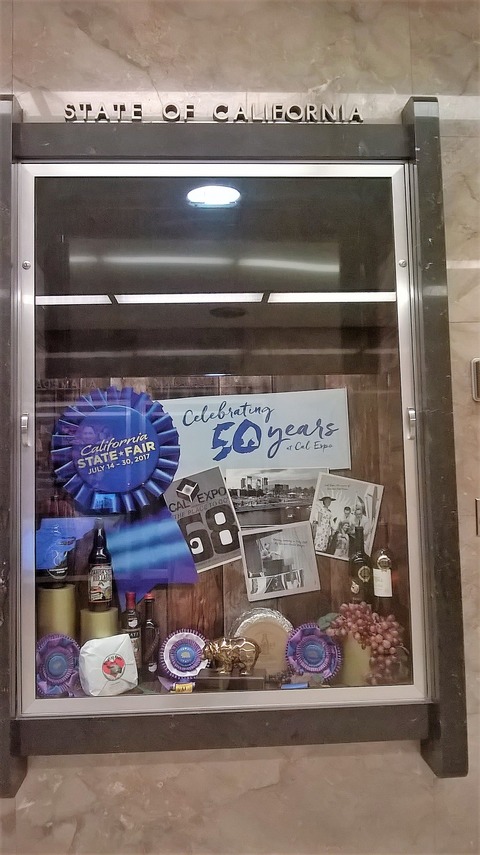 STATE OF CALIFORNIA
Celebrating
50 years
at Cal Expo
California
STATE★FAIR
JULY 14 - 30, 2017
CAL EXPO
68